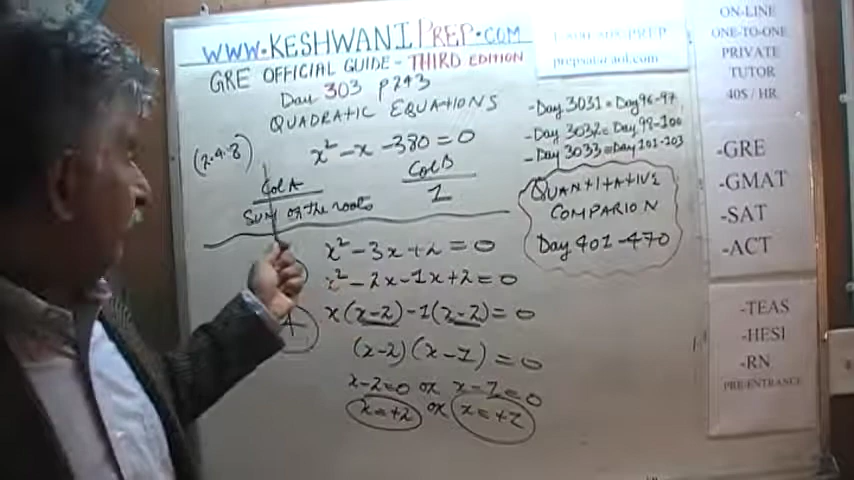 WWW.KESHWANIPREP.COM
GRE OFFICIAL GUIDE - THIRD EDITION
Day 303 P243
QUADRATIC EQUATIONS
(2.4.8)
x² - x - 380 = 0
Col A
Col B
Sum of the roots
1
x² - 3x + 2 = 0
x² - 2x - 1x + 2 = 0
x(x-2) - 1(x-2) = 0
(x-2)(x-1) = 0
x-2=0 or x-1=0
x=+2 or x=+1
prepsat@aol.com
- Day 3031 = Day 96-97
- Day 3032 = Day 98-100
- Day 3033 = Day 101-103
QUANTITATIVE
COMPARION
Day 401-470
ON-LINE
ONE-TO-ONE
PRIVATE
TUTOR
40$ / HR
-GRE
-GMAT
-SAT
-ACT
-TEAS
-HESI
-RN
PRE-ENTRANCE